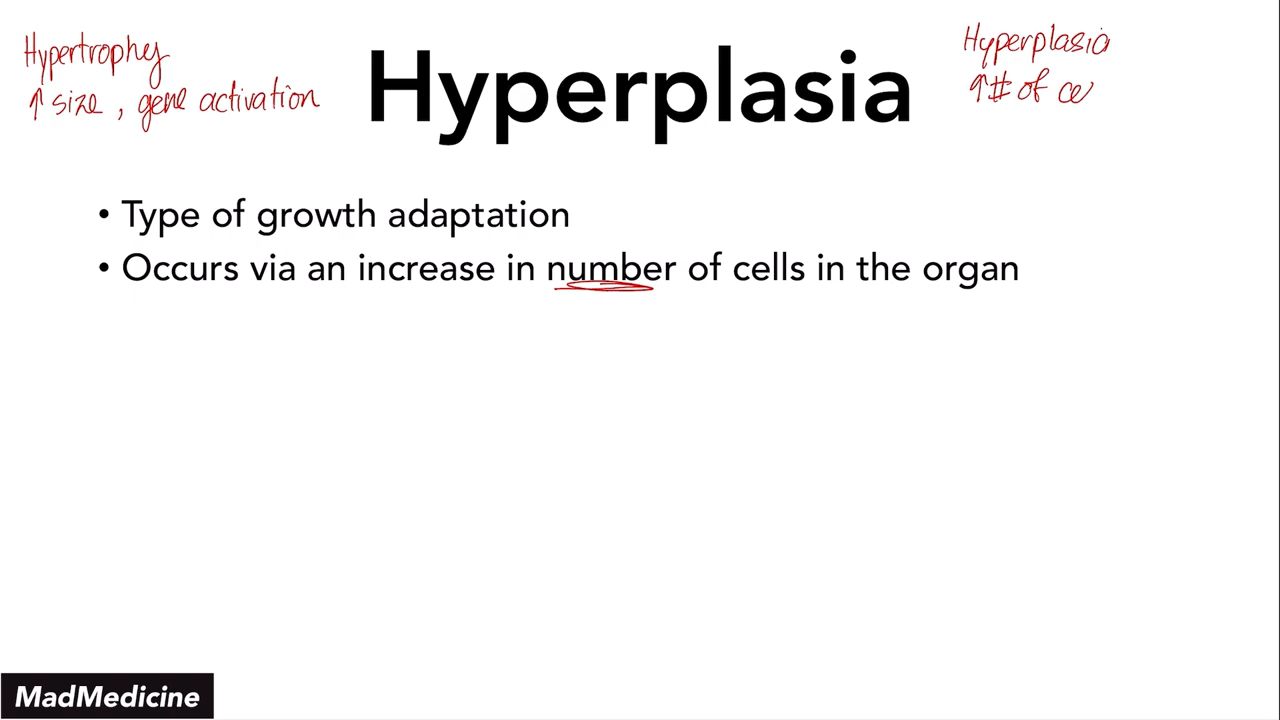 Hypertrophy
↑ size, gene activation
Hyperplasia
Hyperplasia
↑# of ce
• Type of growth adaptation
• Occurs via an increase in number of cells in the organ
MadMedicine